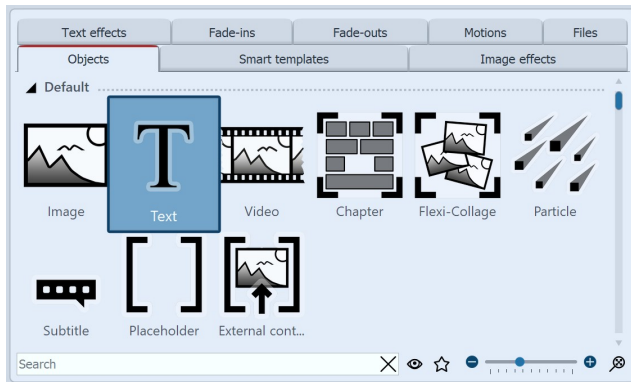 Text effects Fade-ins Fade-outs Motions Files
Objects Smart templates Image effects
Default
T
Image Text Video Chapter Flexi-Collage Particle
Subtitle Placeholder External cont...
Search